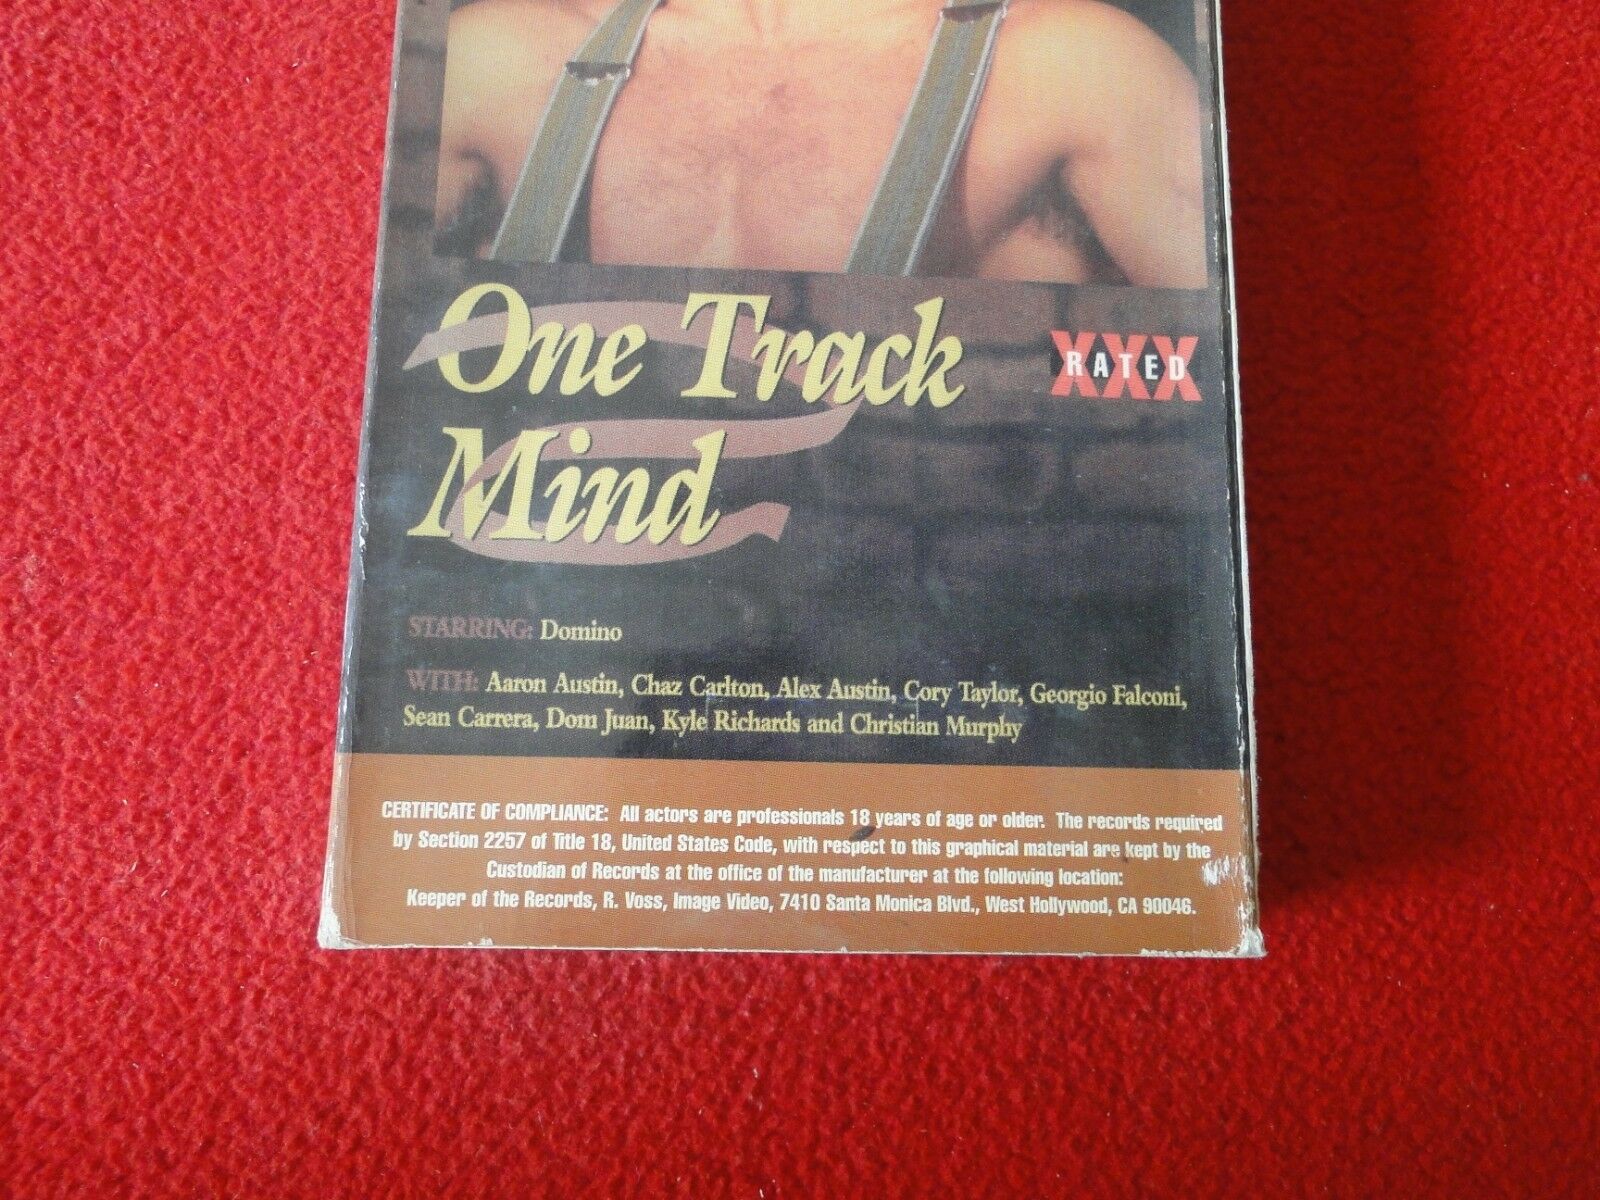 One Track
Mind
XXX
RATED
STARRING: Domino
WITH: Aaron Austin, Chaz Carlton, Alex Austin, Cory Taylor, Georgio Falconi,
Sean Carrera, Dom Juan, Kyle Richards and Christian Murphy
CERTIFICATE OF COMPLIANCE: All actors are professionals 18 years of age or older. The records required
by Section 2257 of Title 18, United States Code, with respect to this graphical material are kept by the
Custodian of Records at the office of the manufacturer at the following location:
Keeper of the Records, R. Voss, Image Video, 7410 Santa Monica Blvd., West Hollywood, CA 90046.